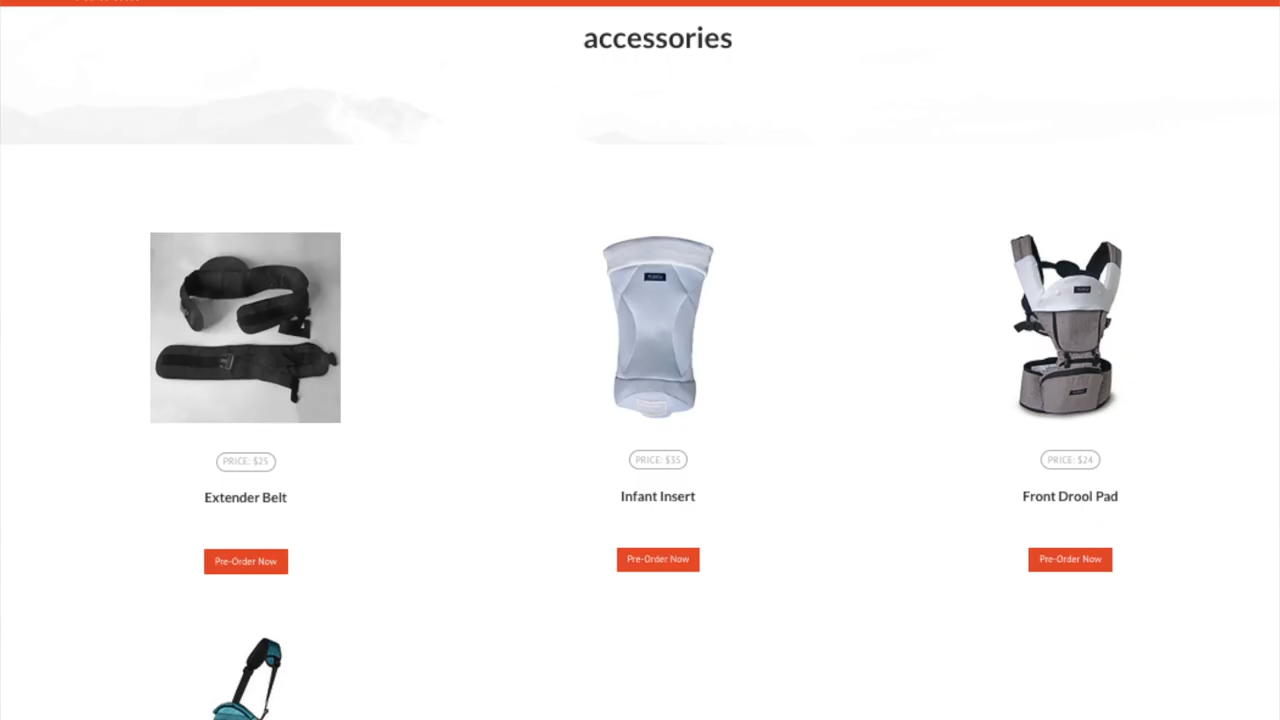 accessories
PRICE: $25
PRICE: $35
PRICE: $24
Extender Belt
Infant Insert
Front Drool Pad
Pre-Order Now
Pre-Order Now
Pre-Order Now